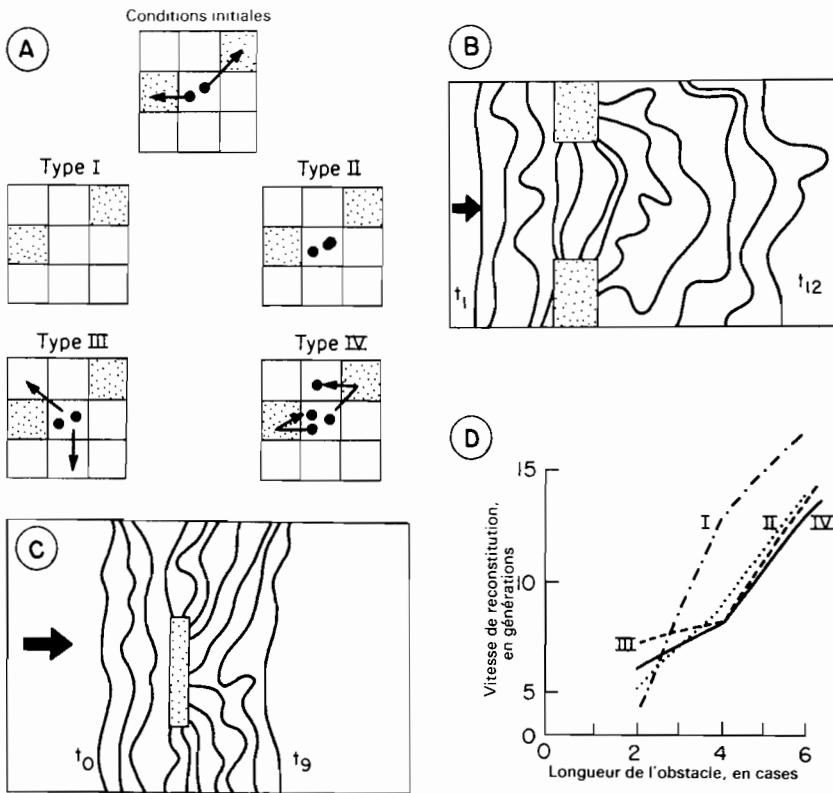 A
Conditions initiales
Type I
Type II
Type III
Type IV
B
t1
t12
C
t0
t9
D
Vitesse de reconstitution,
en générations
15
10
5
0
I
II
IV
III
0 2 4 6
Longueur de l'obstacle, en cases